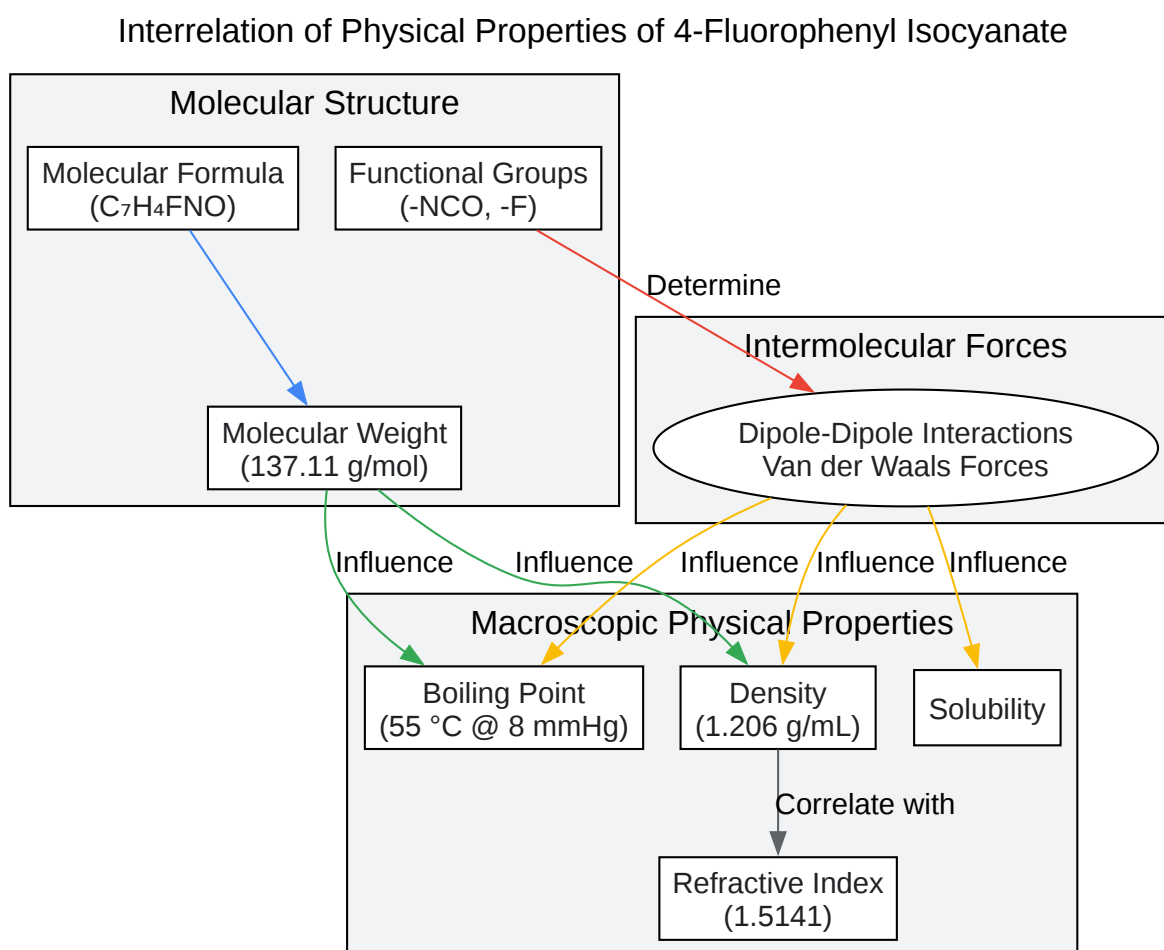 Interrelation of Physical Properties of 4-Fluorophenyl Isocyanate
Molecular Structure
Molecular Formula
(C₇H₄FNO)
Functional Groups
(-NCO, -F)
Determine
Intermolecular Forces
Molecular Weight
(137.11 g/mol)
Dipole-Dipole Interactions
Van der Waals Forces
Influence
Influence
Influence
Influence
Influence
Macroscopic Physical Properties
Boiling Point
(55 °C @ 8 mmHg)
Density
(1.206 g/mL)
Solubility
Correlate with
Refractive Index
(1.5141)